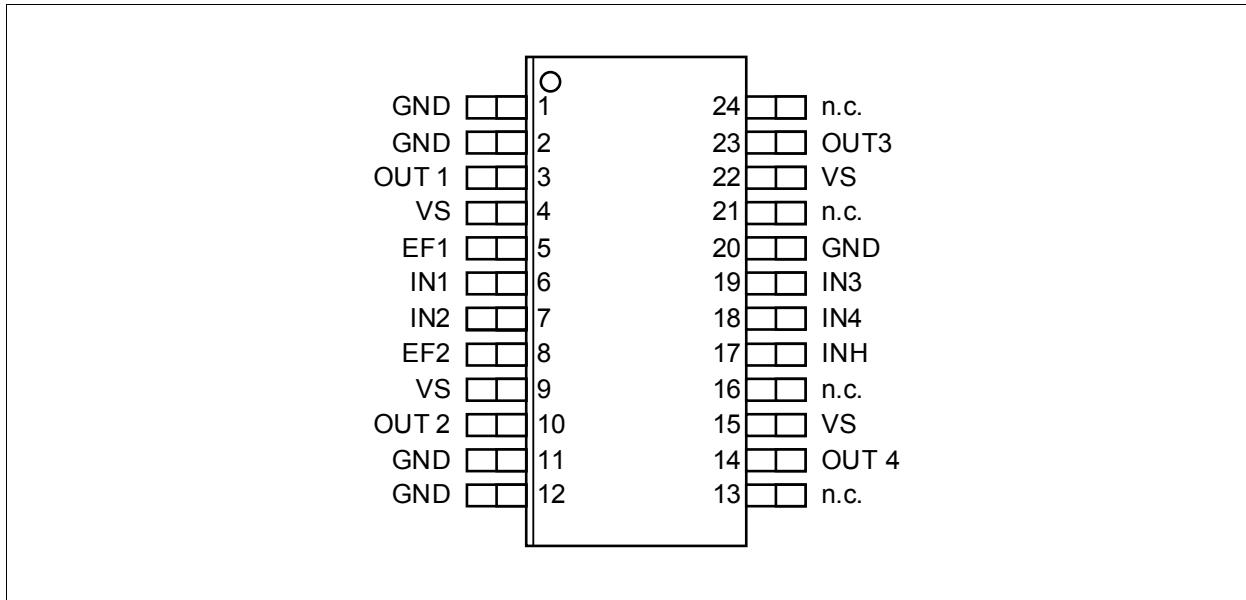 GND 1 24 n.c.
GND 2 23 OUT3
OUT 1 3 22 VS
VS 4 21 n.c.
EF1 5 20 GND
IN1 6 19 IN3
IN2 7 18 IN4
EF2 8 17 INH
VS 9 16 n.c.
OUT 2 10 15 VS
GND 11 14 OUT 4
GND 12 13 n.c.